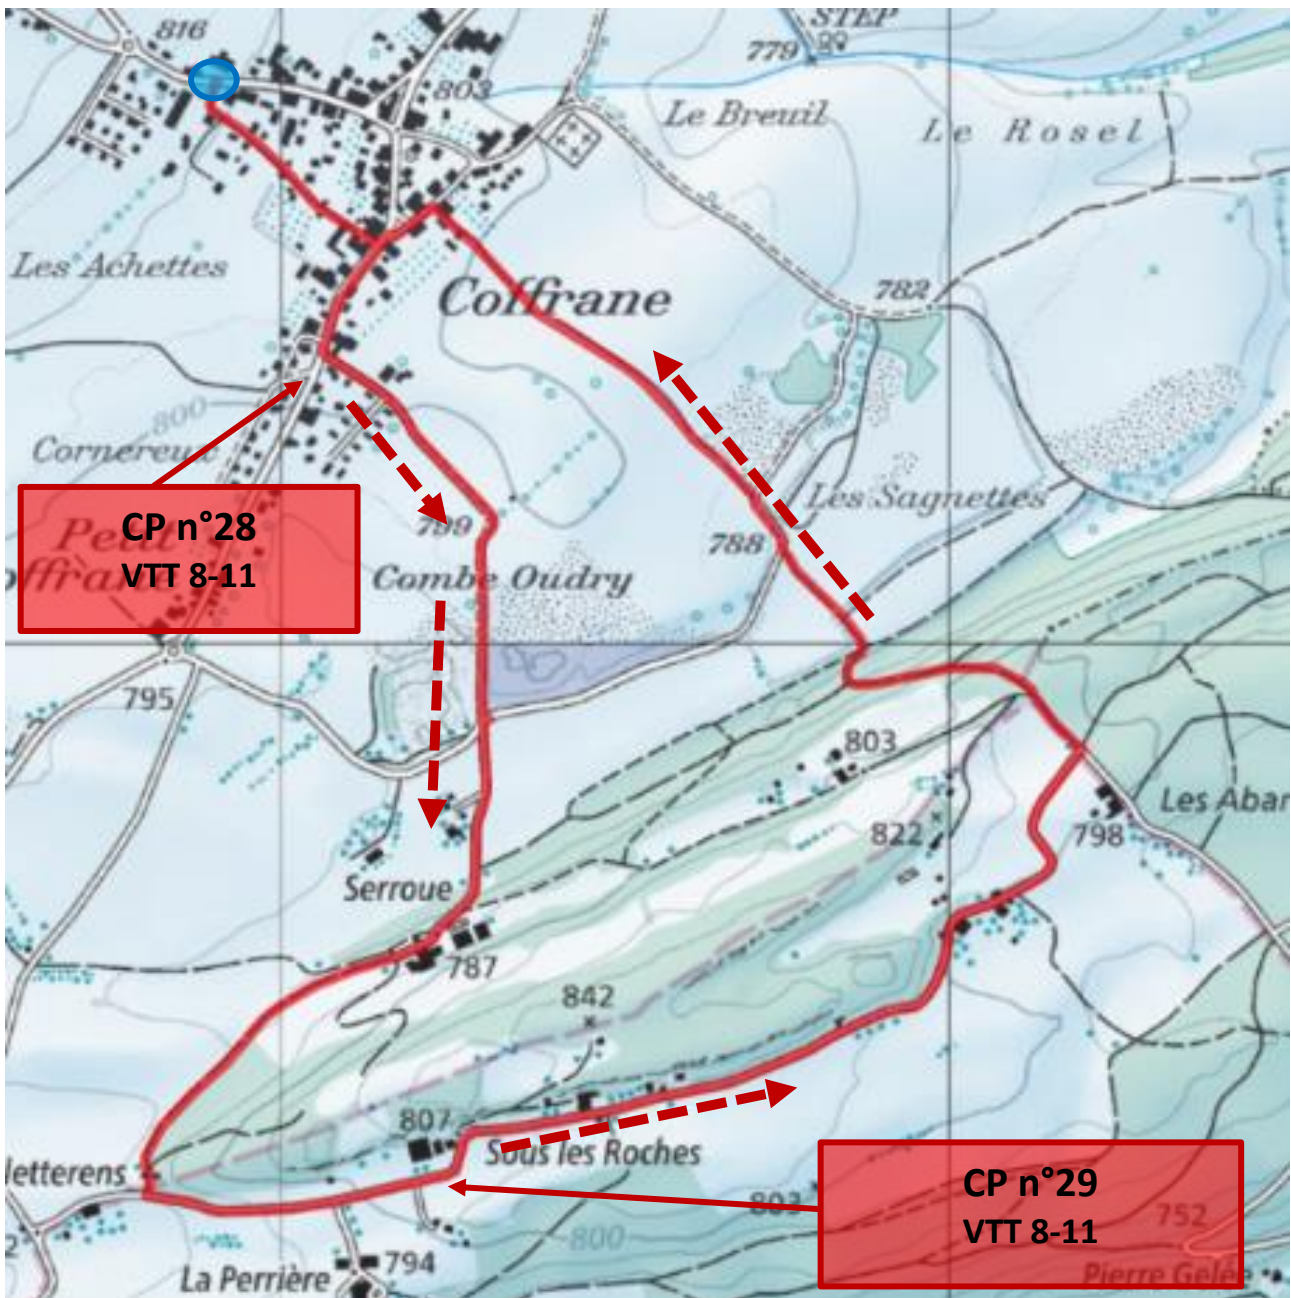 816
STEP
779
803
Le Breuil
Le Rosel
Les Achettes
782
Coffrane
800
Cornereux
Les Sagnettes
CP n°28
VTT 8-11
799
788
Petit
Combe Oudry
795
803
Les Abar
822
798
Serroue
787
842
807
Sous les Roches
letterens
CP n°29
VTT 8-11
803
752
800
794
La Perrière
Pierre Gelée